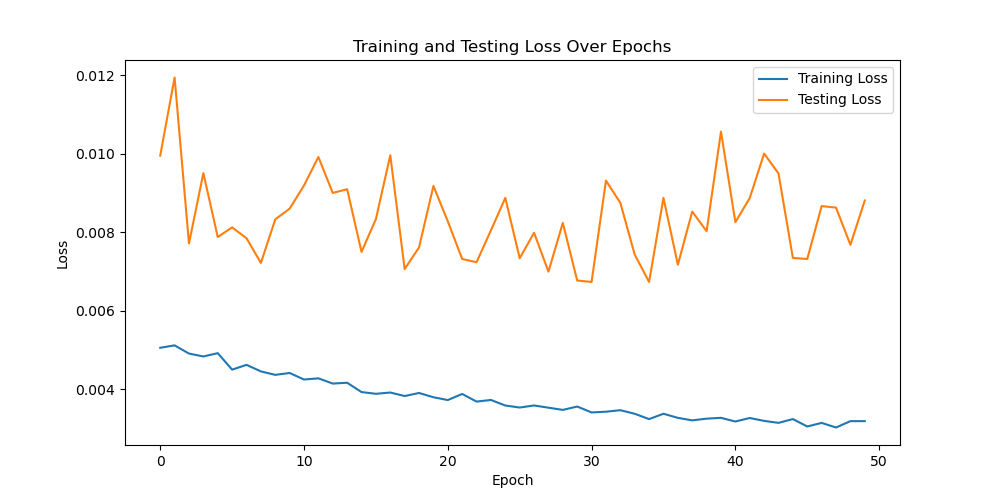 Training and Testing Loss Over Epochs
Training Loss
Testing Loss
0.012
0.010
0.008
0.006
0.004
Loss
0 10 20 30 40 50
Epoch